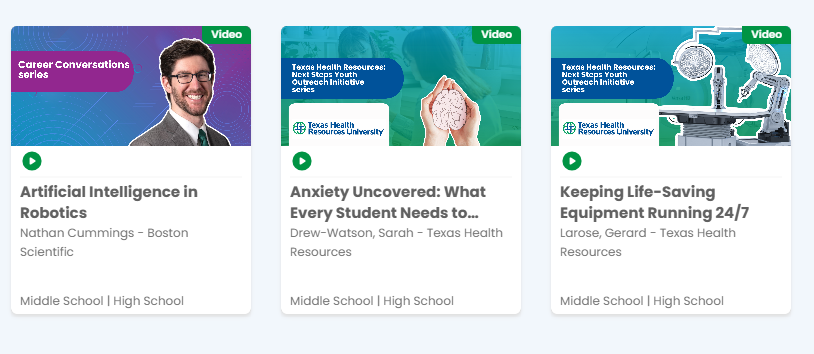 Video
Career Conversations
series
Artificial Intelligence in
Robotics
Nathan Cummings - Boston
Scientific
Middle School | High School
Video
Texas Health Resources:
Next Steps Youth
Outreach Initiative
series
Texas Health
Resources University
Anxiety Uncovered: What
Every Student Needs to...
Drew-Watson, Sarah - Texas Health
Resources
Middle School | High School
Video
Texas Health Resources:
Next Steps Youth
Outreach Initiative
series
Texas Health
Resources University
Keeping Life-Saving
Equipment Running 24/7
Larose, Gerard - Texas Health
Resources
Middle School | High School